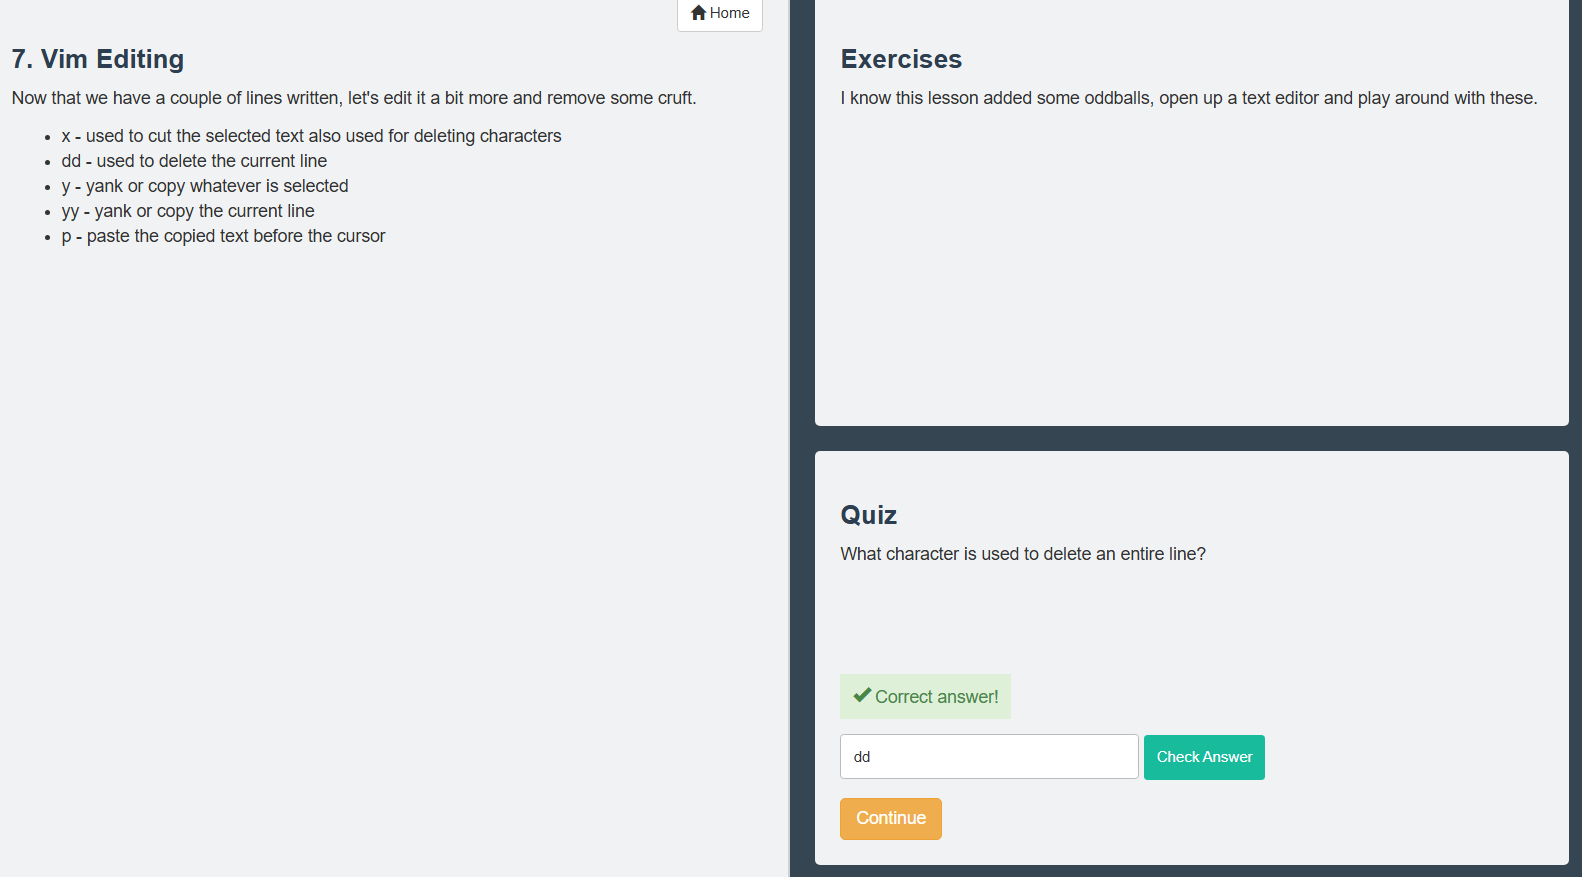 Home
7. Vim Editing
Now that we have a couple of lines written, let's edit it a bit more and remove some cruft.
x - used to cut the selected text also used for deleting characters
dd - used to delete the current line
y - yank or copy whatever is selected
yy - yank or copy the current line
p - paste the copied text before the cursor
Exercises
I know this lesson added some oddballs, open up a text editor and play around with these.
Quiz
What character is used to delete an entire line?
Correct answer!
dd
Check Answer
Continue